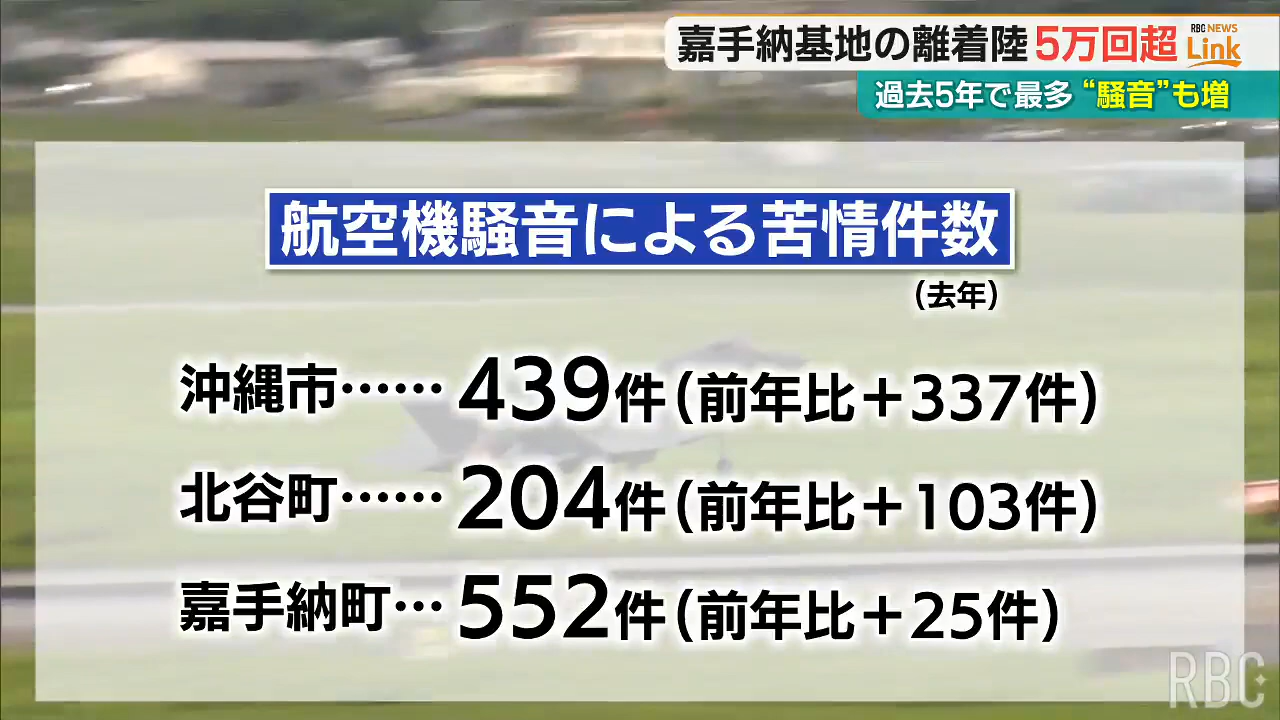 嘉手納基地の離着陸 5万回超
RBC NEWS
Link
過去5年で最多 “騒音”も増
航空機騒音による苦情件数
(去年)
沖縄市…… 439件(前年比+337件)
北谷町…… 204件(前年比+103件)
嘉手納町… 552件(前年比+25件)
RBC